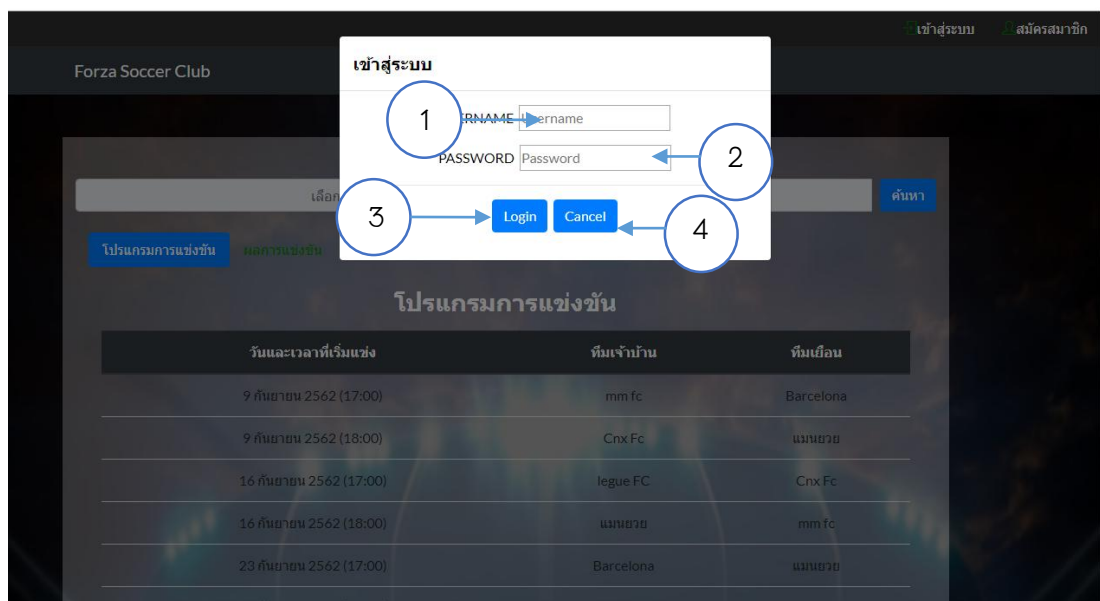 เข้าสู่ระบบ สมัครสมาชิก
Forza Soccer Club
เข้าสู่ระบบ
1
USERNAME Username
PASSWORD Password
2
เลือก
ค้นหา
3
Login Cancel
4
โปรแกรมการแข่งขัน ผลการแข่งขัน
โปรแกรมการแข่งขัน
วันและเวลาที่เริ่มแข่ง ทีมเจ้าบ้าน ทีมเยือน
9 กันยายน 2562 (17:00) mm fc Barcelona
9 กันยายน 2562 (18:00) Cnx Fc แมนยวย
16 กันยายน 2562 (17:00) legue FC Cnx Fc
16 กันยายน 2562 (18:00) แมนยวย mm fc
23 กันยายน 2562 (17:00) Barcelona แมนยวย